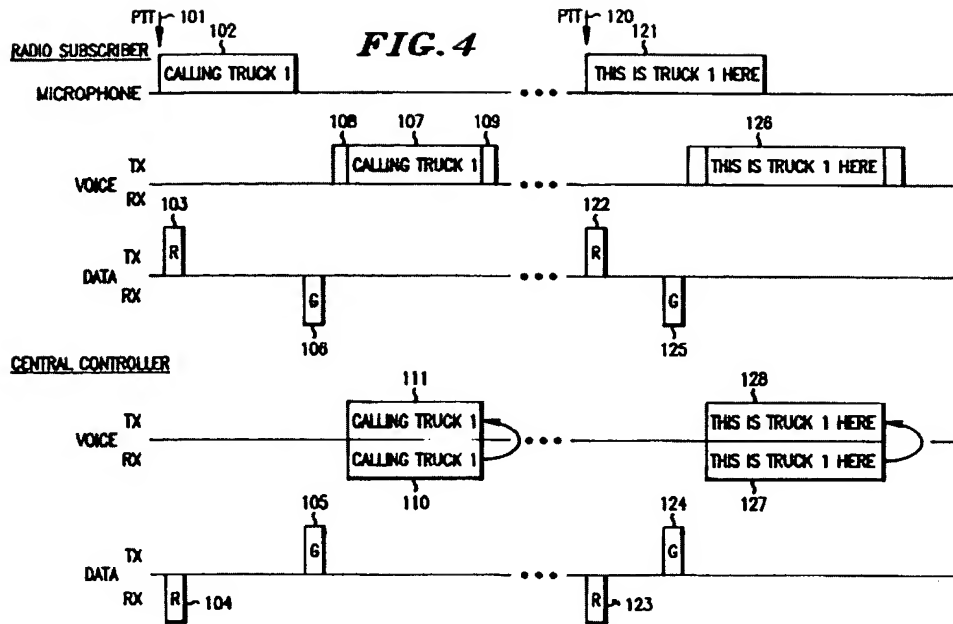 PTT 101
PTT 120
102
FIG. 4
121
RADIO SUBSCRIBER
CALLING TRUCK 1
THIS IS TRUCK 1 HERE
MICROPHONE
108 107 109
126
TX
CALLING TRUCK 1
THIS IS TRUCK 1 HERE
VOICE
RX
103
122
TX
R
R
DATA
RX
G
G
106
125
CENTRAL CONTROLLER
111
128
TX
CALLING TRUCK 1
THIS IS TRUCK 1 HERE
VOICE
RX
CALLING TRUCK 1
THIS IS TRUCK 1 HERE
110
127
105
124
TX
G
G
DATA
RX
R 104
R 123